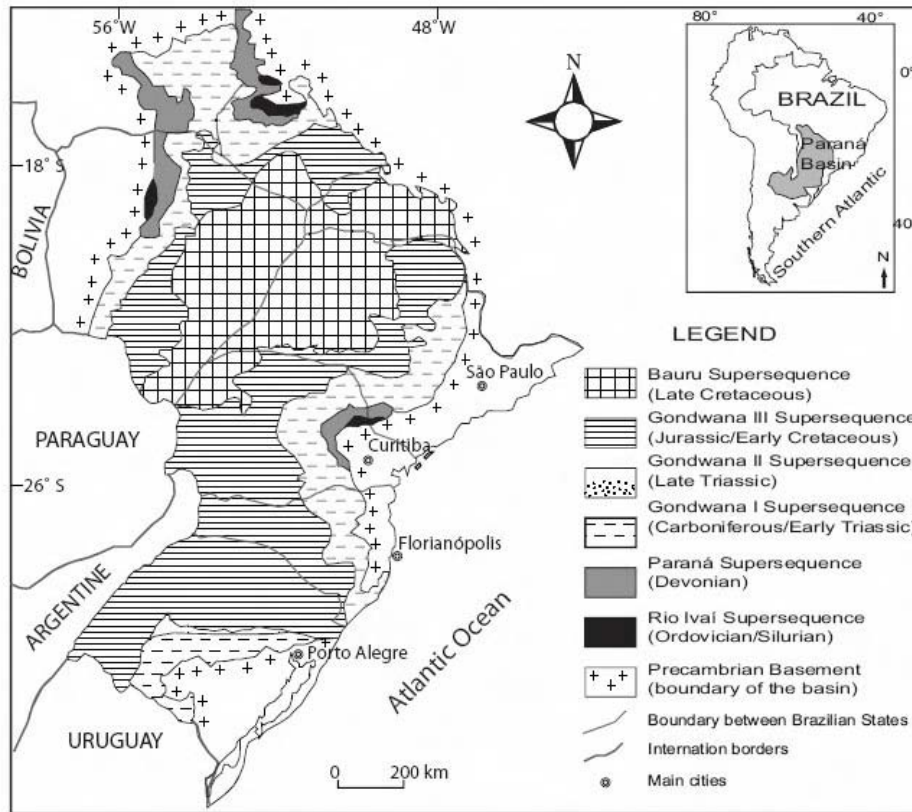 56°W
48°W
N
18° S
26° S
BOLIVIA
PARAGUAY
ARGENTINE
URUGUAY
São Paulo
Curitiba
Florianópolis
Porto Alegre
Atlantic Ocean
0 200 km
80°
40°
0°
BRAZIL
Paraná
Basin
Southern Atlantic
40
N
LEGEND
Bauru Supersequence
(Late Cretaceous)
Gondwana III Supersequence
(Jurassic/Early Cretaceous)
Gondwana II Supersequence
(Late Triassic)
Gondwana I Supersequence
(Carboniferous/Early Triassic)
Paraná Supersequence
(Devonian)
Rio Ivaí Supersequence
(Ordovician/Silurian)
Precambrian Basement
(boundary of the basin)
Boundary between Brazilian States
Internation borders
Main cities